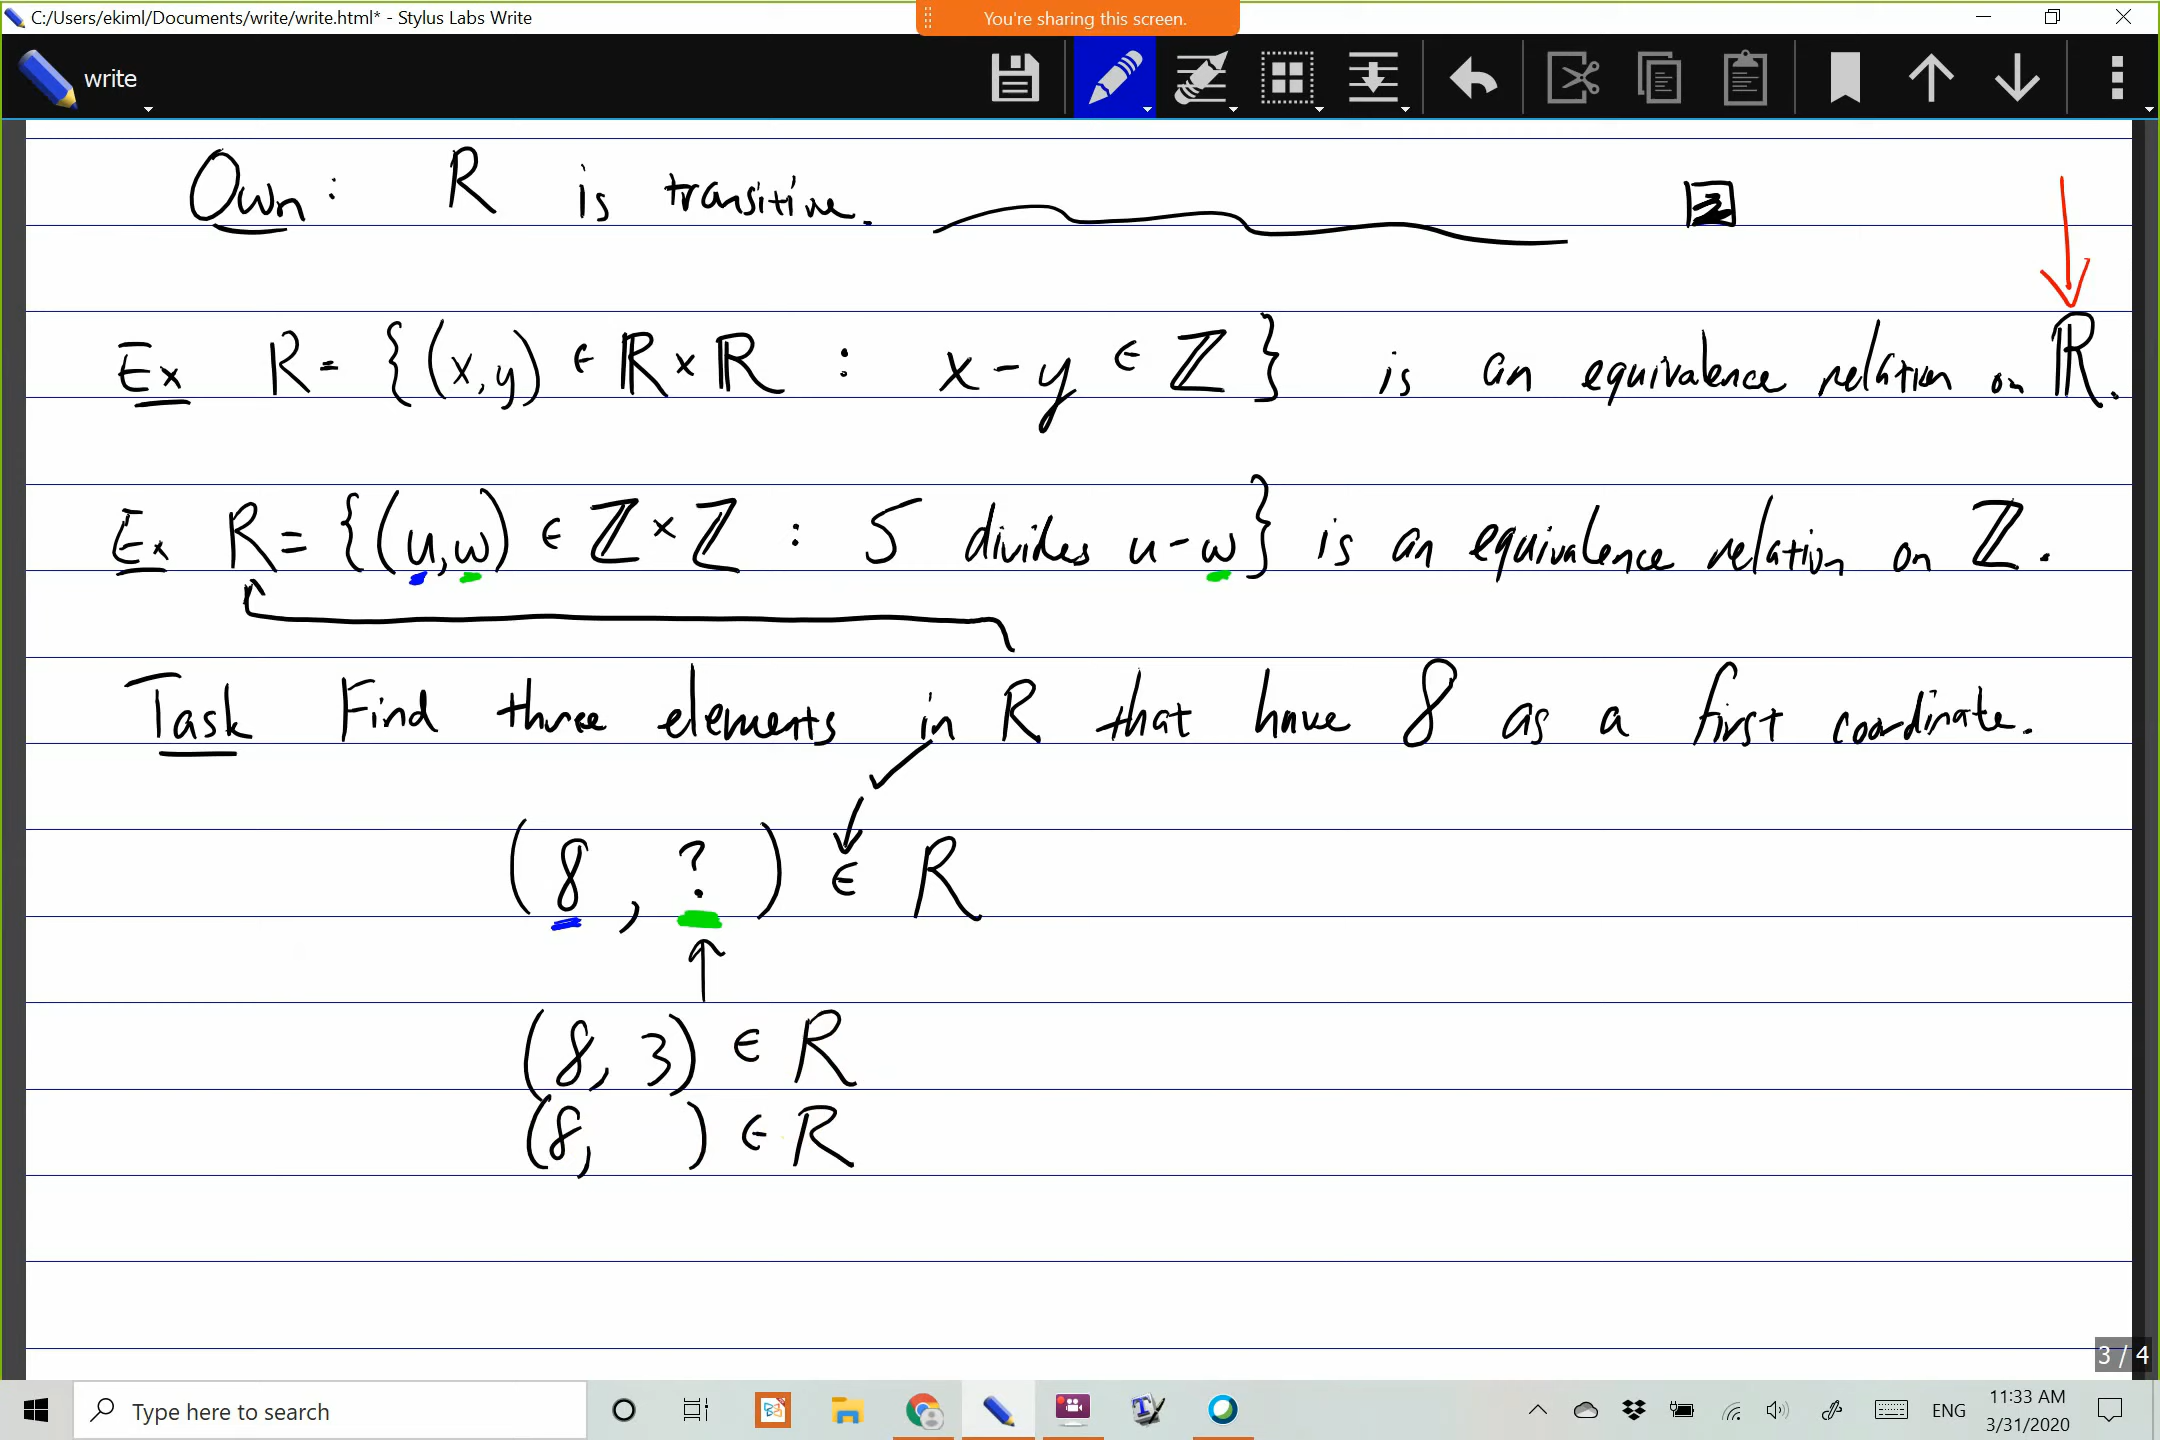 C:/Users/ekiml/Documents/write/write.html* - Stylus Labs Write
You're sharing this screen.
write
Own: R is transitive.
Ex R = {(x,y) ∈ ℝ×ℝ : x-y ∈ ℤ} is an equivalence relation on ℝ.
Ex R = {(u,w) ∈ ℤ×ℤ : 5 divides u-w} is an equivalence relation on ℤ.
Task Find three elements in R that have 8 as a first coordinate.
(8, ?) ∈ R
(8, 3) ∈ R
(8, ) ∈ R
3 / 4
Type here to search
ENG
11:33 AM
3/31/2020